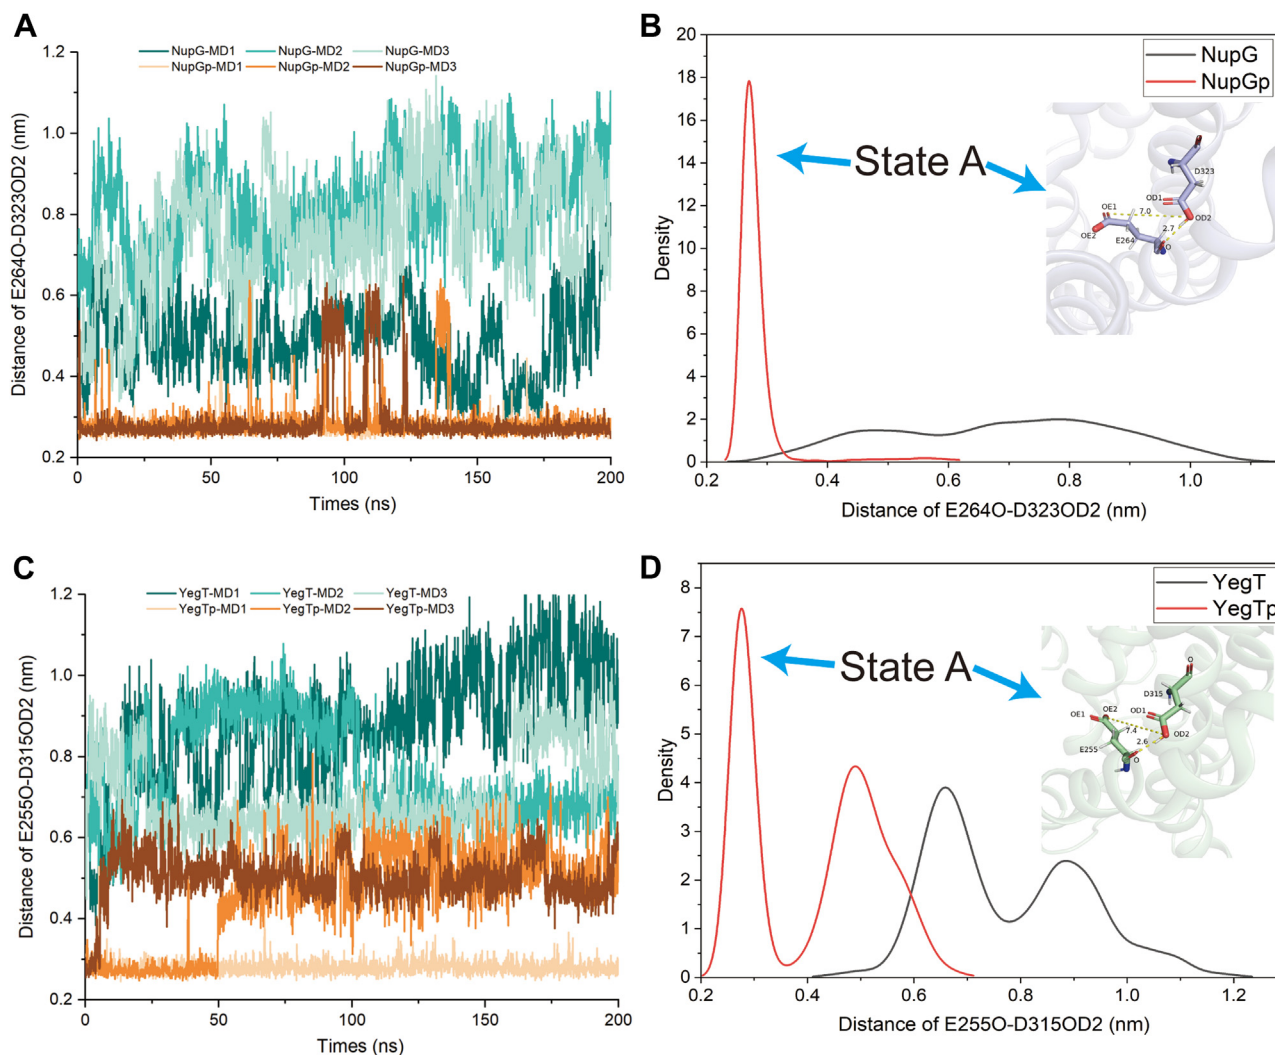 A
NupG-MD1 NupG-MD2 NupG-MD3
NupGp-MD1 NupGp-MD2 NupGp-MD3
1.2
1.0
0.8
0.6
0.4
0.2
Distance of E264O-D323OD2 (nm)
0 50 100 150 200
Times (ns)
B
20
18
16
14
12
10
8
6
4
2
0
Density
NupG
NupGp
State A
D323
OD1
OE1
7.0
OD2
OE2
E264
2.7
O
0.2 0.4 0.6 0.8 1.0
Distance of E264O-D323OD2 (nm)
C
YegT-MD1 YegT-MD2 YegT-MD3
YegTp-MD1 YegTp-MD2 YegTp-MD3
1.2
1.0
0.8
0.6
0.4
0.2
Distance of E255O-D315OD2 (nm)
0 50 100 150 200
Times (ns)
D
8
7
6
5
4
3
2
1
0
Density
YegT
YegTp
State A
O
D315
OE2
OD1
OE1
7.4
OD2
2.6
E255
O
0.2 0.4 0.6 0.8 1.0 1.2
Distance of E255O-D315OD2 (nm)